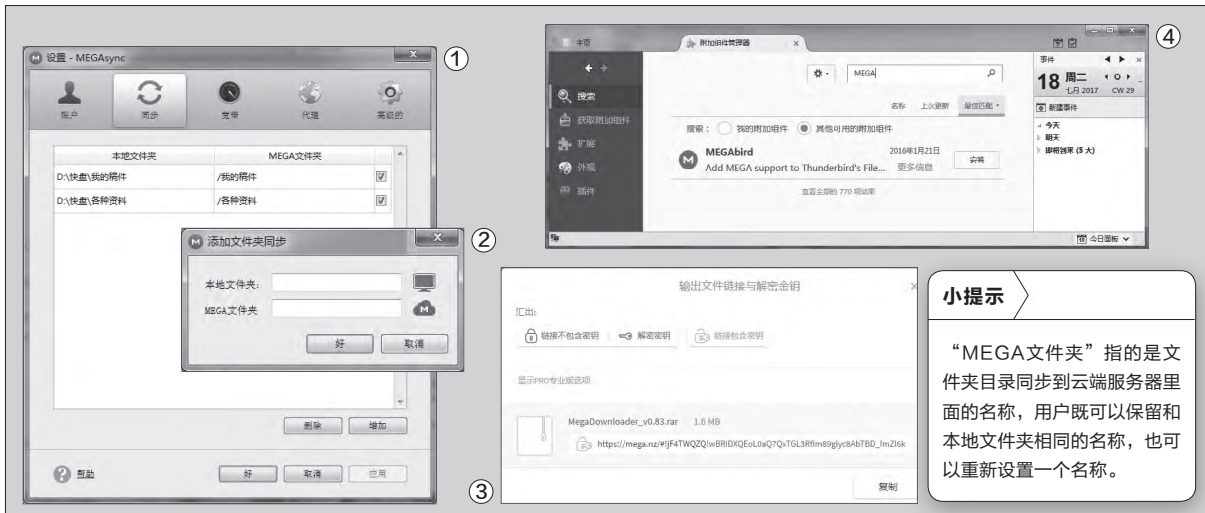 设置 - MEGAsync
①
账户
同步
宽带
代理
高级的
本地文件夹 MEGA文件夹
D:\快盘\我的稿件 /我的稿件
D:\快盘\各种资料 /各种资料
删除 增加
帮助
好 取消 应用
添加文件夹同步
②
本地文件夹:
MEGA文件夹
好 取消
③
输出文件链接与解密金钥
汇出:
链接不包含密钥 解密密钥 链接包含密钥
显示PRO专业版选项
MegaDownloader_v0.83.rar 1.6 MB
复制
④
主页 附加组件管理器
MEGA
搜索
获取附加组件
扩展
外观
插件
名称 上次更新 最佳匹配
搜索: 我的附加组件 其他可用的附加组件
MEGAbird 2016年1月21日
Add MEGA support to Thunderbird's File... 更多信息
安装
查看全部的 770 项结果
事件
18 周二
七月 2017 CW 29
新建事件
今天
明天
即将到来 (5 天)
今日面板
小提示
“MEGA文件夹”指的是文
件夹目录同步到云端服务器里
面的名称,用户既可以保留和
本地文件夹相同的名称,也可
以重新设置一个名称。